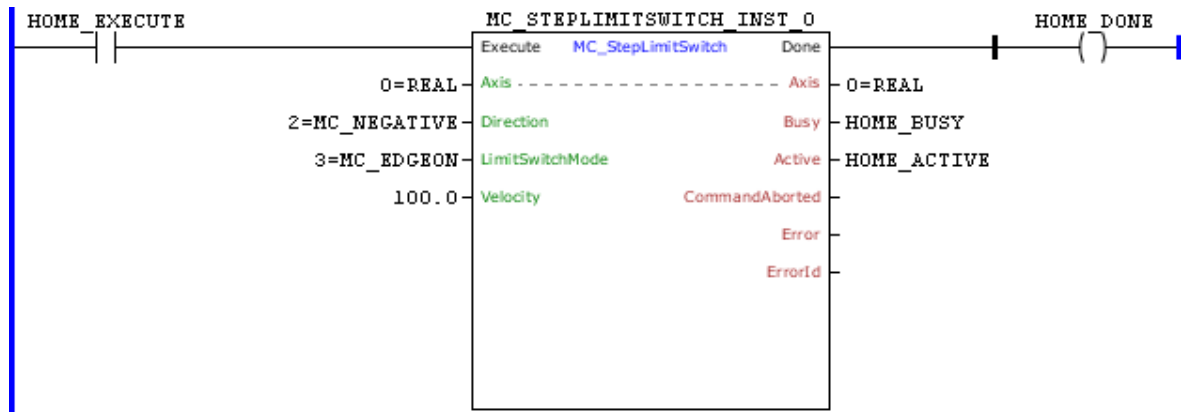 HOME_EXECUTE MC_STEPLIMITSWITCH_INST_0 HOME_DONE
Execute MC_StepLimitSwitch Done
0=REAL Axis Axis 0=REAL
2=MC_NEGATIVE Direction Busy HOME_BUSY
3=MC_EDGEON LimitSwitchMode Active HOME_ACTIVE
100.0 Velocity CommandAborted
Error
ErrorId